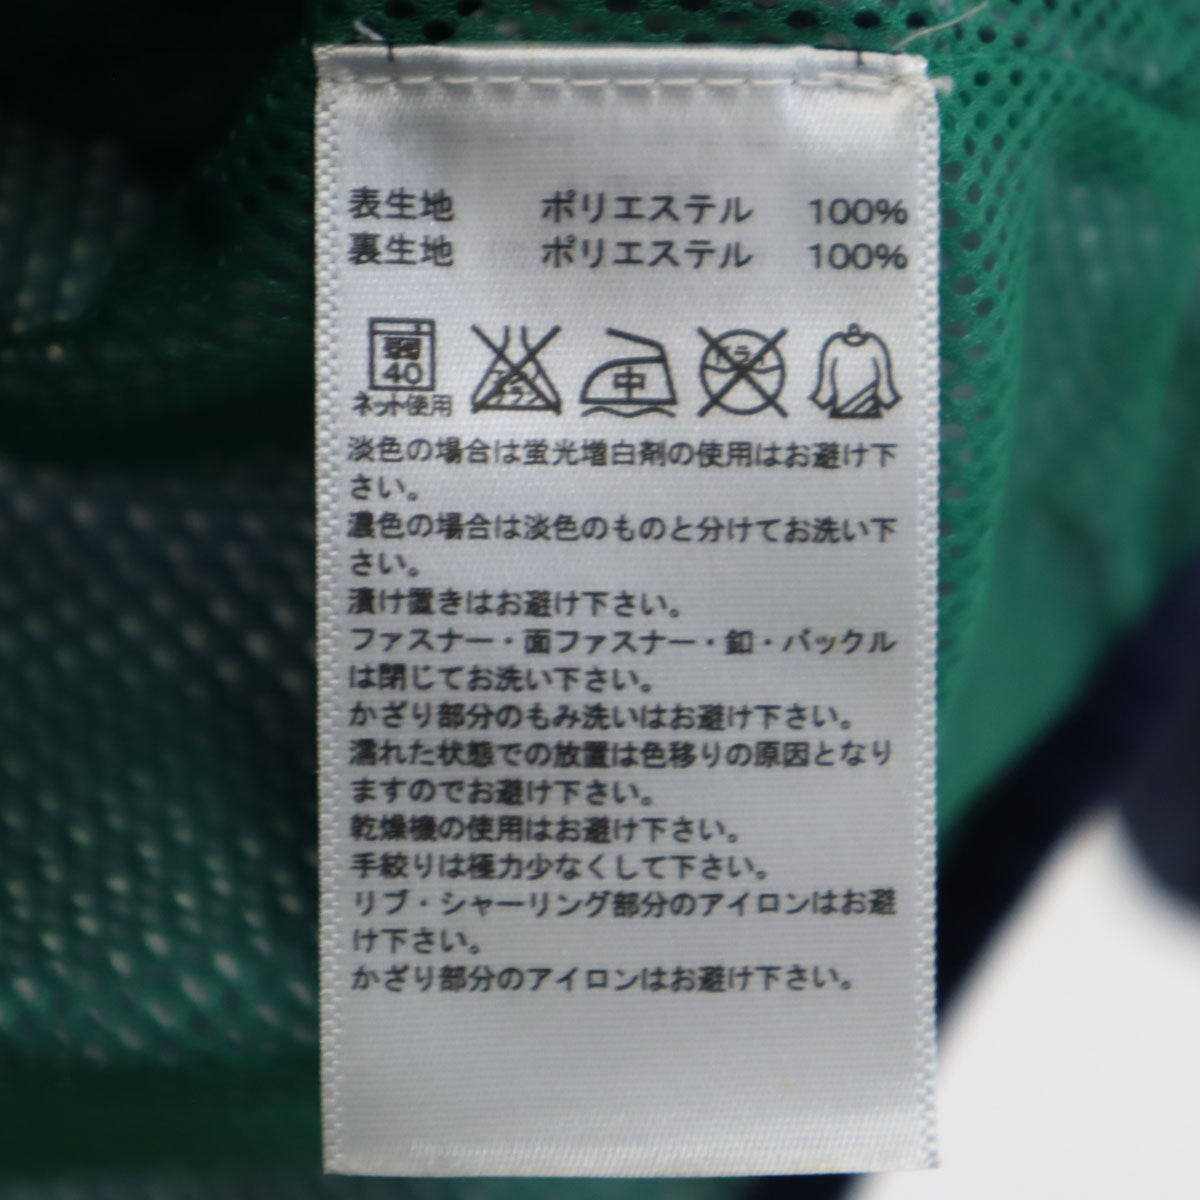 表生地 ポリエステル 100%
裏生地 ポリエステル 100%
弱
40
ネット使用
エンソ
サラシ
中
ドライ
淡色の場合は蛍光増白剤の使用はお避け下
さい。
濃色の場合は淡色のものと分けてお洗い下
さい。
漬け置きはお避け下さい。
ファスナー・面ファスナー・釦・バックル
は閉じてお洗い下さい。
かざり部分のもみ洗いはお避け下さい。
濡れた状態での放置は色移りの原因となり
ますのでお避け下さい。
乾燥機の使用はお避け下さい。
手絞りは極力少なくして下さい。
リブ・シャーリング部分のアイロンはお避
け下さい。
かざり部分のアイロンはお避け下さい。